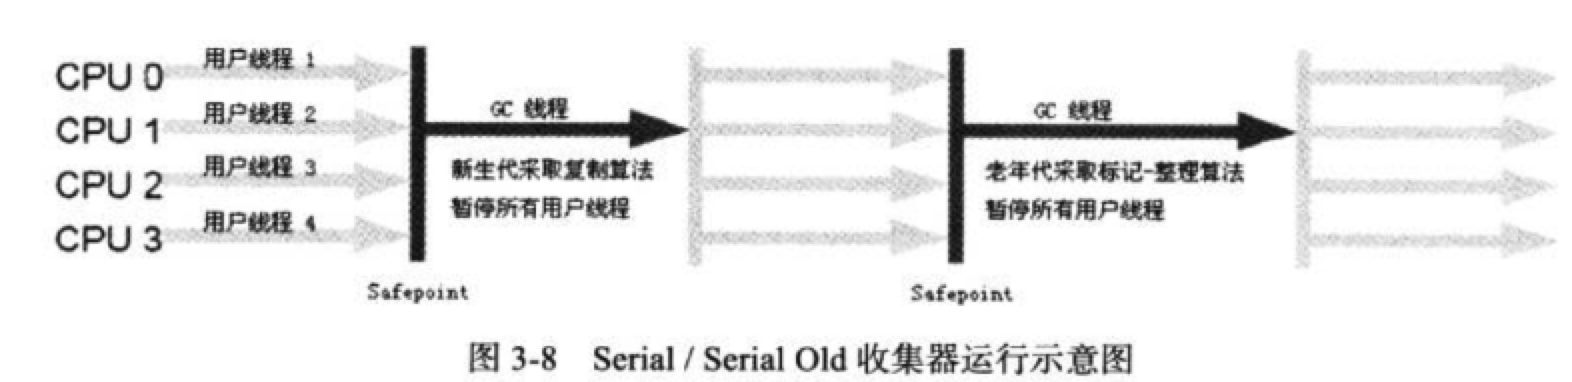 CPU 0 用户线程 1
CPU 1 用户线程 2
CPU 2 用户线程 3
CPU 3 用户线程 4
GC 线程
新生代采取复制算法
暂停所有用户线程
Safepoint
GC 线程
老年代采取标记-整理算法
暂停所有用户线程
Safepoint
图 3-8 Serial / Serial Old 收集器运行示意图